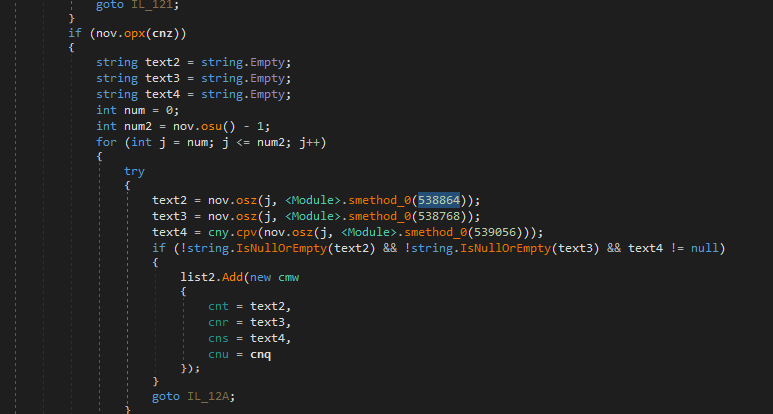 goto IL_121;
}
if (nov.opx(cnz))
{
string text2 = string.Empty;
string text3 = string.Empty;
string text4 = string.Empty;
int num = 0;
int num2 = nov.osu() - 1;
for (int j = num; j <= num2; j++)
{
try
{
text2 = nov.osz(j, <Module>.smethod_0(538864));
text3 = nov.osz(j, <Module>.smethod_0(538768));
text4 = cny.cpv(nov.osz(j, <Module>.smethod_0(539056)));
if (!string.IsNullOrEmpty(text2) && !string.IsNullOrEmpty(text3) && text4 != null)
{
list2.Add(new cmw
{
cnt = text2,
cnr = text3,
cns = text4,
cnu = cnq
});
}
goto IL_12A;
}